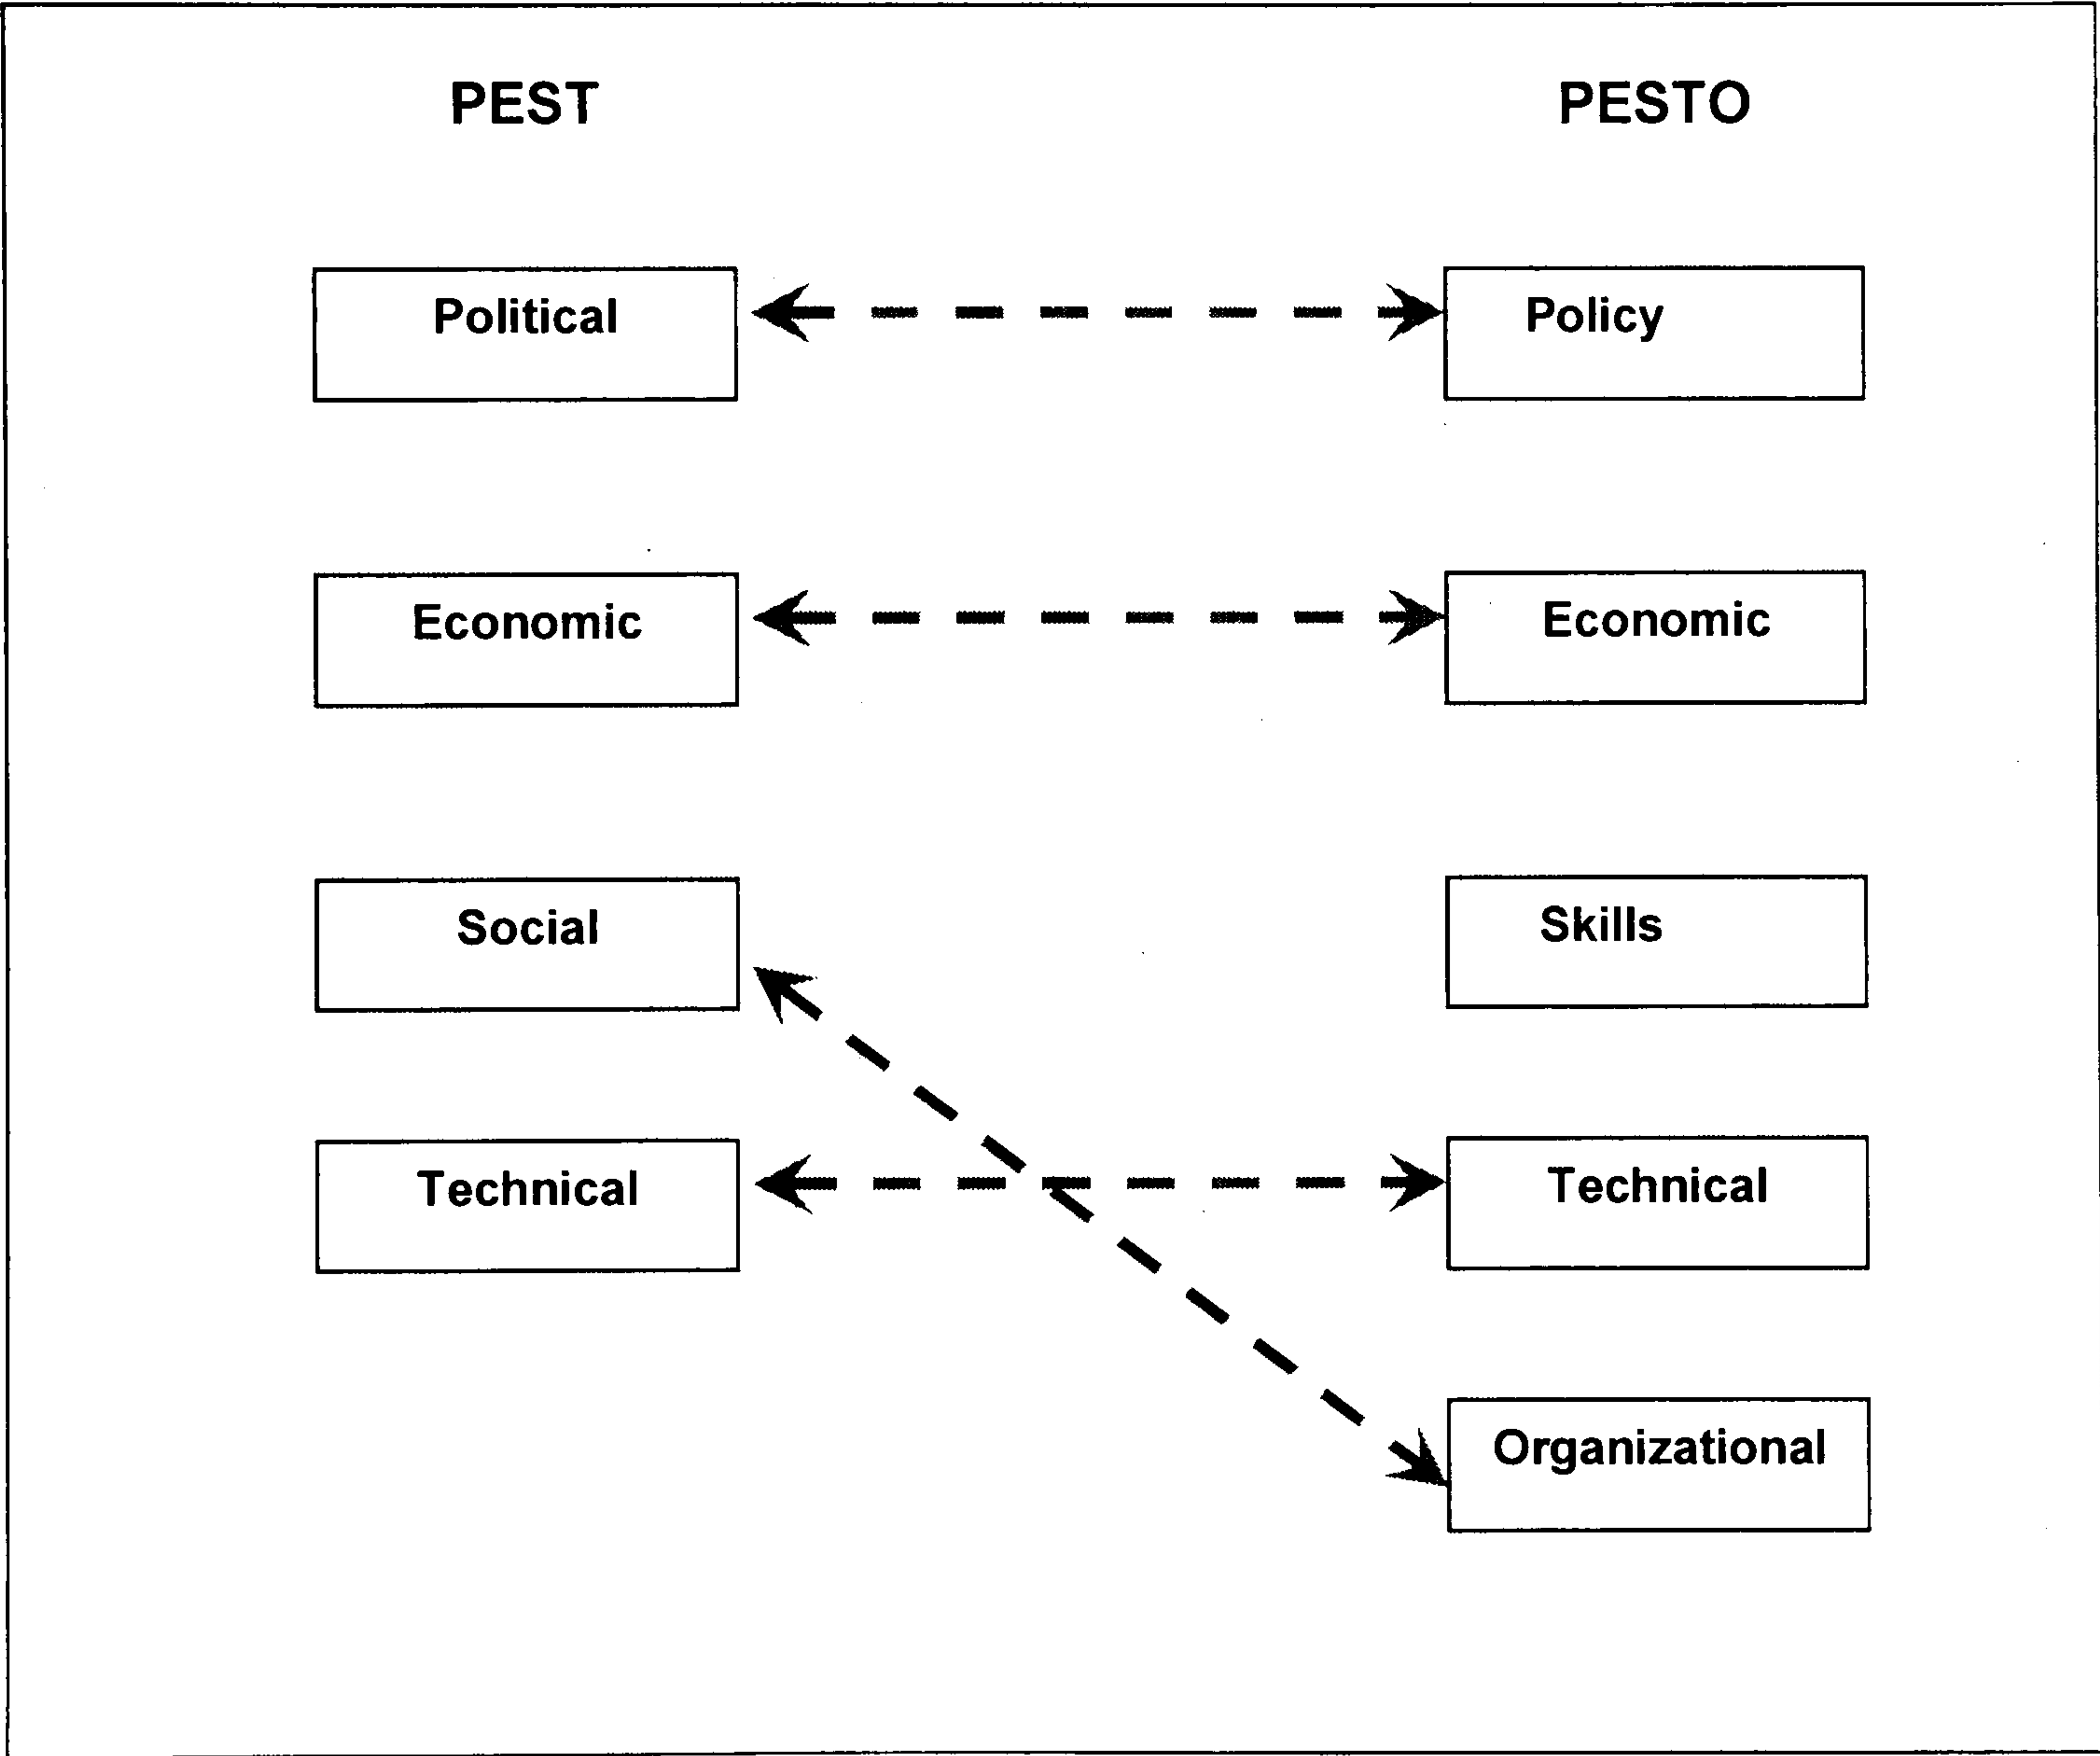 PEST
PESTO
Political
Policy
Economic
Economic
Social
Skills
Technical
Technical
Organizational